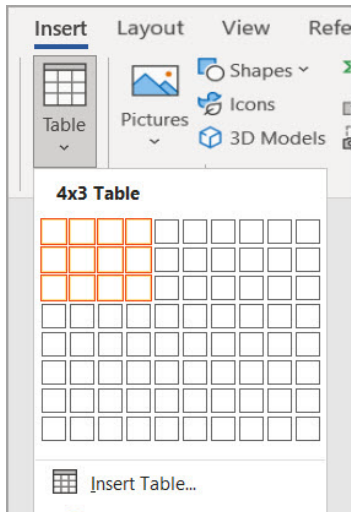 Insert Layout View Refe
Shapes
Icons
3D Models
Table
Pictures
4x3 Table
Insert Table...